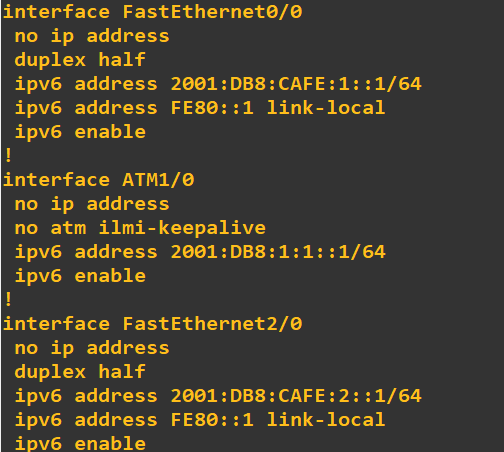 interface FastEthernet0/0
no ip address
duplex half
ipv6 address 2001:DB8:CAFE:1::1/64
ipv6 address FE80::1 link-local
ipv6 enable
!
interface ATM1/0
no ip address
no atm ilmi-keepalive
ipv6 address 2001:DB8:1:1::1/64
ipv6 enable
!
interface FastEthernet2/0
no ip address
duplex half
ipv6 address 2001:DB8:CAFE:2::1/64
ipv6 address FE80::1 link-local
ipv6 enable